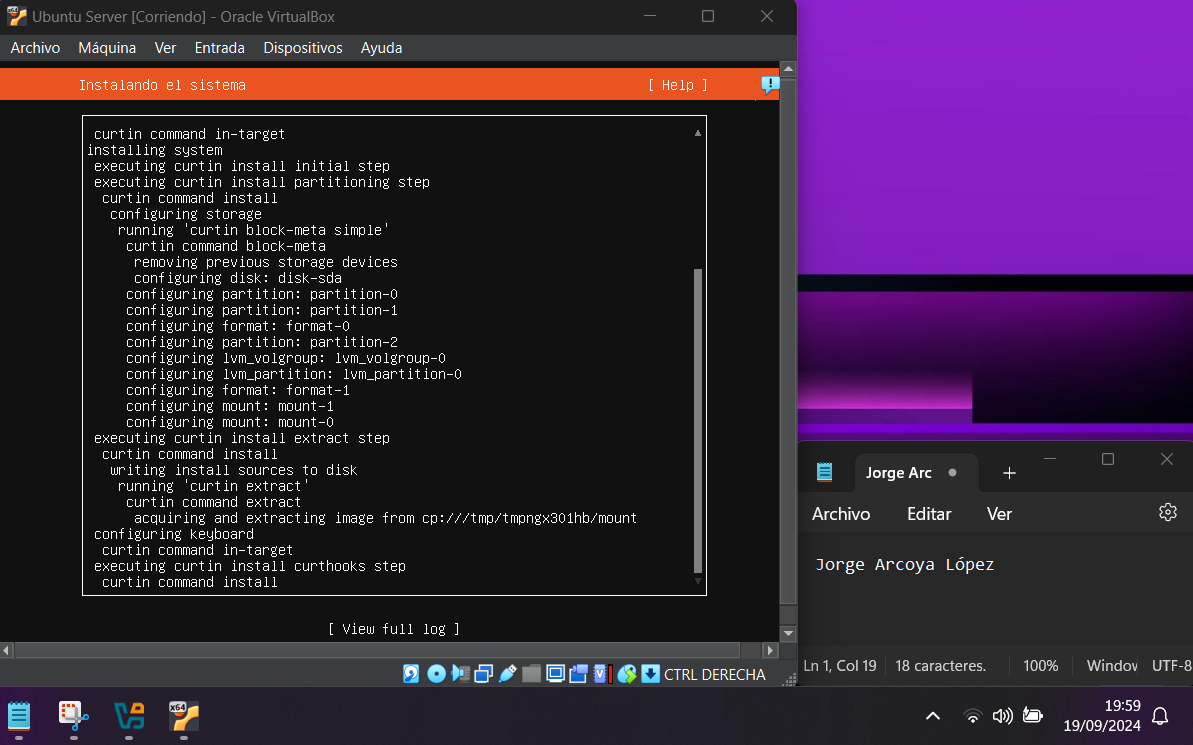 Ubuntu Server [Corriendo] - Oracle VirtualBox
Archivo Máquina Ver Entrada Dispositivos Ayuda
Instalando el sistema [ Help ]
curtin command in-target
installing system
executing curtin install initial step
executing curtin install partitioning step
curtin command install
configuring storage
running 'curtin block-meta simple'
curtin command block-meta
removing previous storage devices
configuring disk: disk-sda
configuring partition: partition-0
configuring partition: partition-1
configuring format: format-0
configuring partition: partition-2
configuring lvm_volgroup: lvm_volgroup-0
configuring lvm_partition: lvm_partition-0
configuring format: format-1
configuring mount: mount-1
configuring mount: mount-0
executing curtin install extract step
curtin command install
writing install sources to disk
running 'curtin extract'
curtin command extract
acquiring and extracting image from cp:///tmp/tmpngx301hb/mount
configuring keyboard
curtin command in-target
executing curtin install curthooks step
curtin command install
[ View full log ]
CTRL DERECHA
Jorge Arc
Archivo Editar Ver
Jorge Arcoya López
Ln 1, Col 19 18 caracteres. 100% Window UTF-8
x64
19:59
19/09/2024